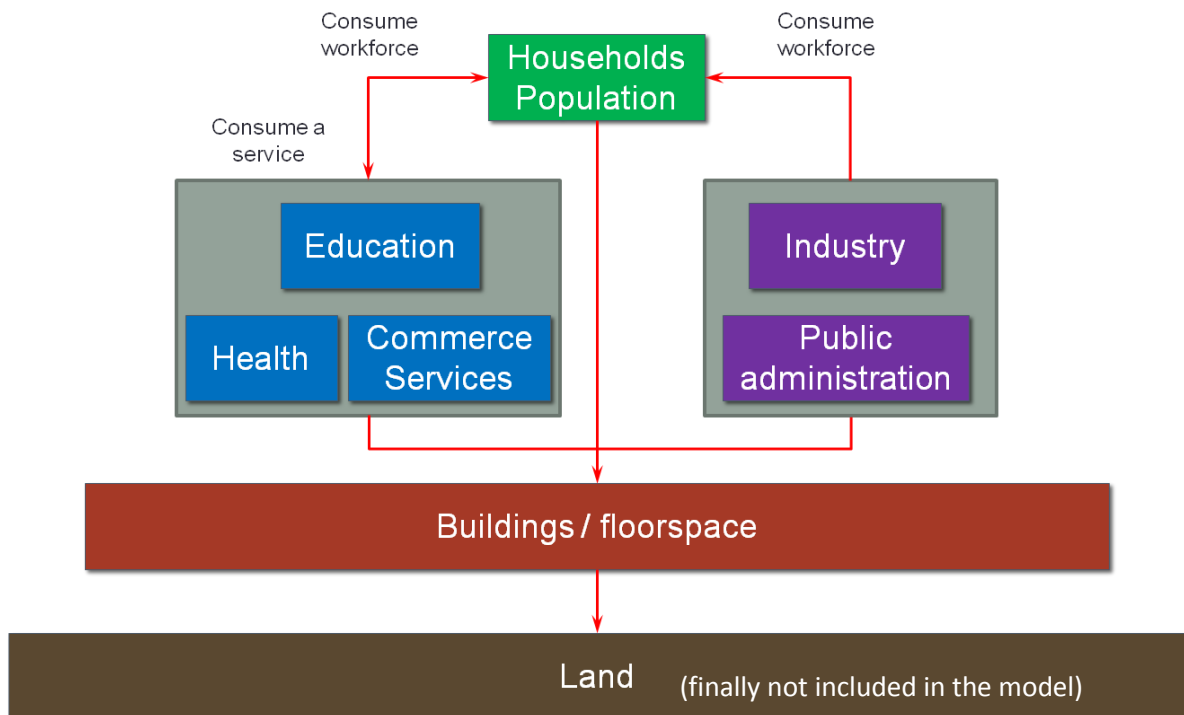 Consume
workforce
Consume
workforce
Households
Population
Consume a
service
Education
Industry
Health
Commerce
Services
Public
administration
Buildings / floorspace
Land (finally not included in the model)